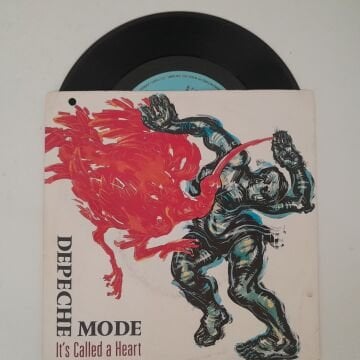 DEPECHE
MODE
It's Called a Heart